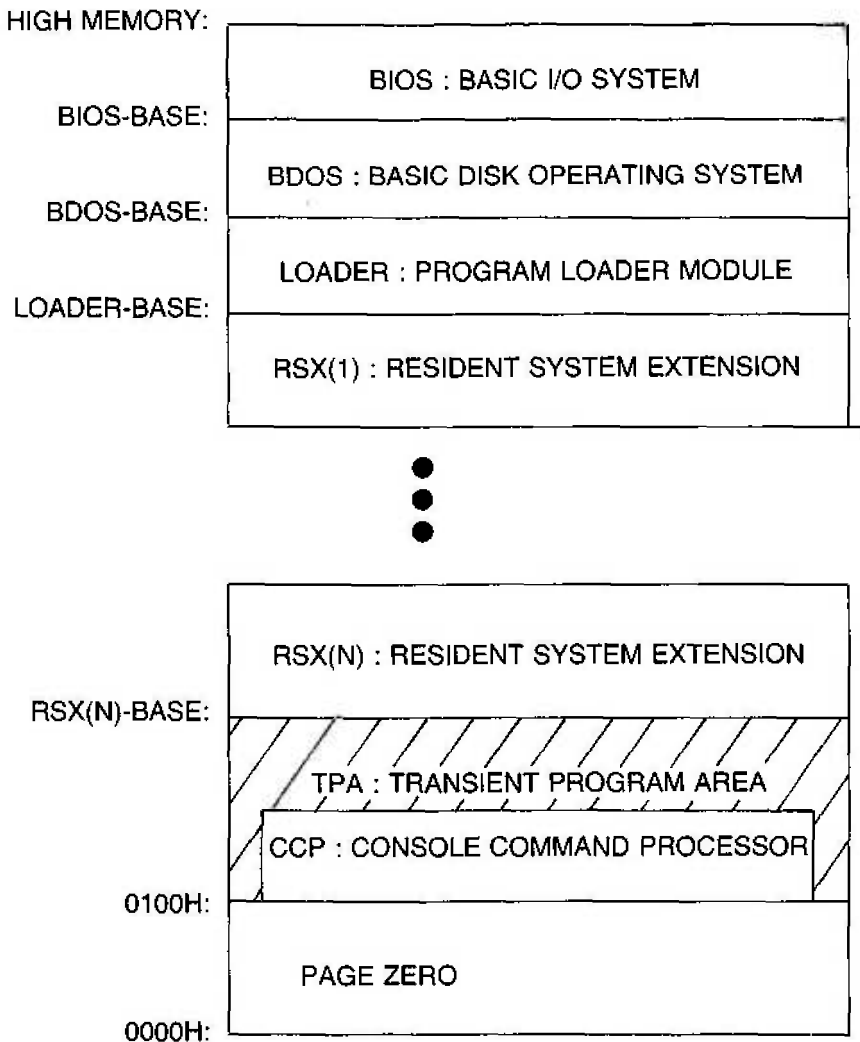 HIGH MEMORY:
BIOS : BASIC I/O SYSTEM
BIOS-BASE:
BDOS : BASIC DISK OPERATING SYSTEM
BDOS-BASE:
LOADER : PROGRAM LOADER MODULE
LOADER-BASE:
RSX(1) : RESIDENT SYSTEM EXTENSION
RSX(N) : RESIDENT SYSTEM EXTENSION
RSX(N)-BASE:
TPA : TRANSIENT PROGRAM AREA
CCP : CONSOLE COMMAND PROCESSOR
0100H:
PAGE ZERO
0000H: